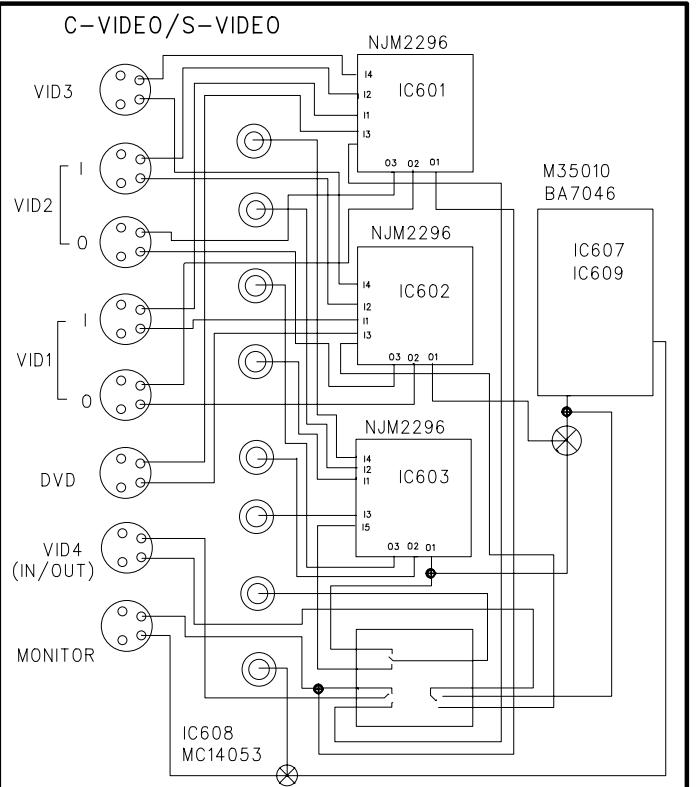 C-VIDEO/S-VIDEO
NJM2296
IC601
I4
I2
I1
I3
O3 O2 O1
VID3
I
VID2
O
I
VID1
O
DVD
VID4
(IN/OUT)
MONITOR
NJM2296
IC602
I4
I2
I1
I3
O3 O2 O1
NJM2296
IC603
I4
I2
I1
I3
I5
O3 O2 O1
M35010
BA7046
IC607
IC609
IC608
MC14053